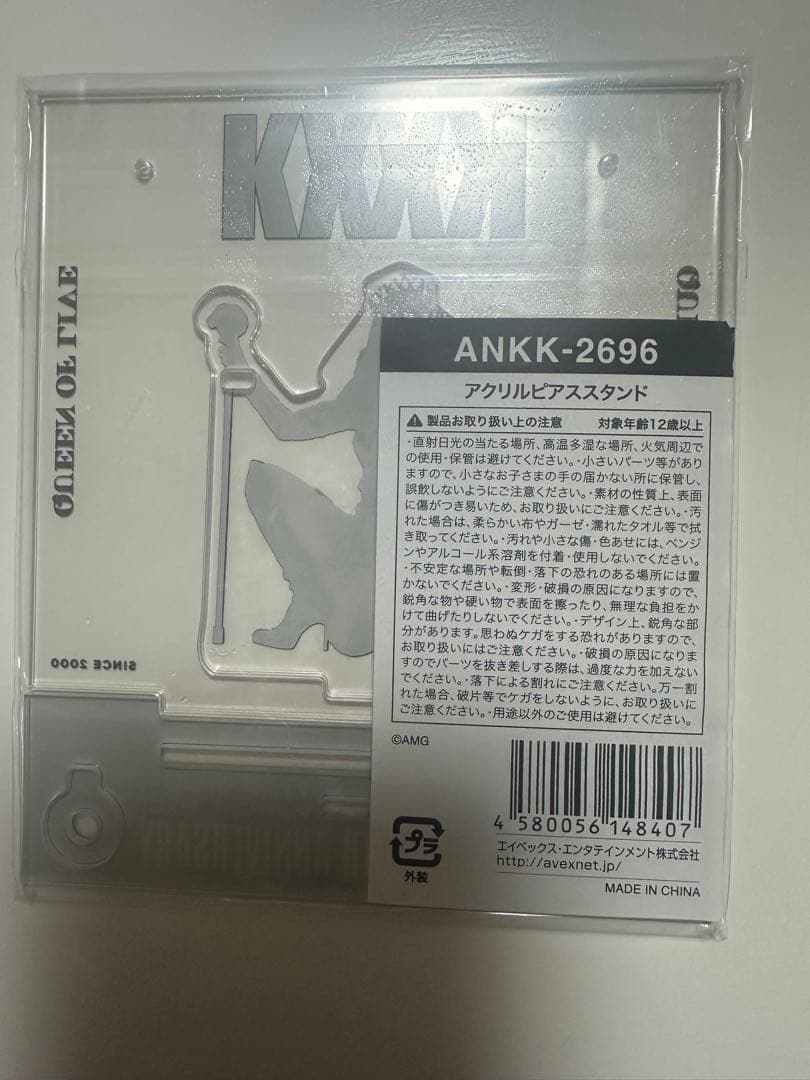 QUEEN OF LIVE
SINCE 2000
ANKK-2696
アクリルピアススタンド
⚠ 製品お取り扱い上の注意 対象年齢12歳以上
・直射日光の当たる場所、高温多湿な場所、火気周辺で
の使用・保管は避けてください。・小さいパーツ等があり
ますので、小さなお子さまの手の届かない所に保管し、
誤飲しないようにご注意ください。・素材の性質上、表面
に傷がつき易いため、お取り扱いにご注意ください。・汚
れた場合は、柔らかい布やガーゼ・濡れたタオル等で拭
き取ってください。・汚れや小さな傷・色あせには、ベンジ
ンやアルコール系溶剤を付着・使用しないでください。
・不安定な場所や転倒・落下の恐れのある場所には置
かないでください。・変形・破損の原因になりますので、
鋭角な物や硬い物で表面を擦ったり、無理な負担をか
けて曲げたりしないでください。・デザイン上、鋭角な部
分があります。思わぬケガをする恐れがありますので、
お取り扱いにはご注意ください。・破損の原因になりま
すのでパーツを抜き差しする際は、過度な力を加えない
でください。・落下による割れにご注意ください。万一割
れた場合、破片等でケガをしないように、お取り扱いに
ご注意ください。・用途以外のご使用は避けてください。
©AMG
プラ
外装
4 580056 148407
エイベックス・エンタテインメント株式会社
http://avexnet.jp/
MADE IN CHINA